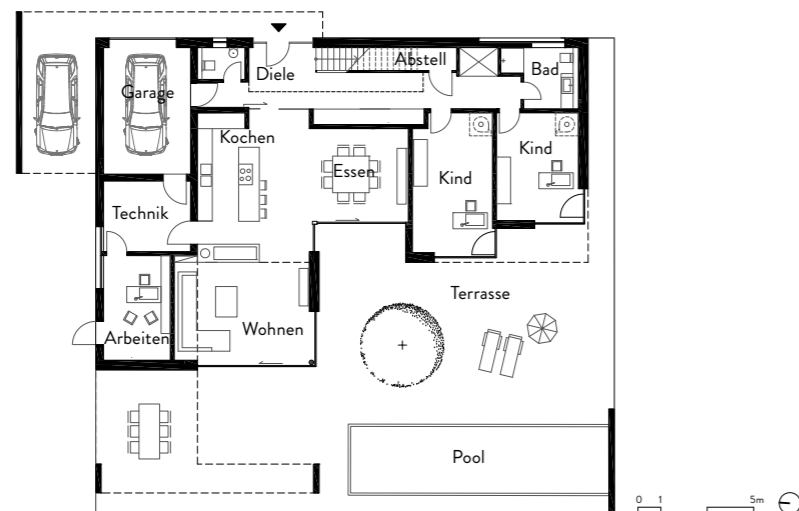 Abstell
Bad
Diele
Garage
Kochen
Kind
Essen
Kind
Technik
Terrasse
Wohnen
Arbeiten
Pool
0 1 5m